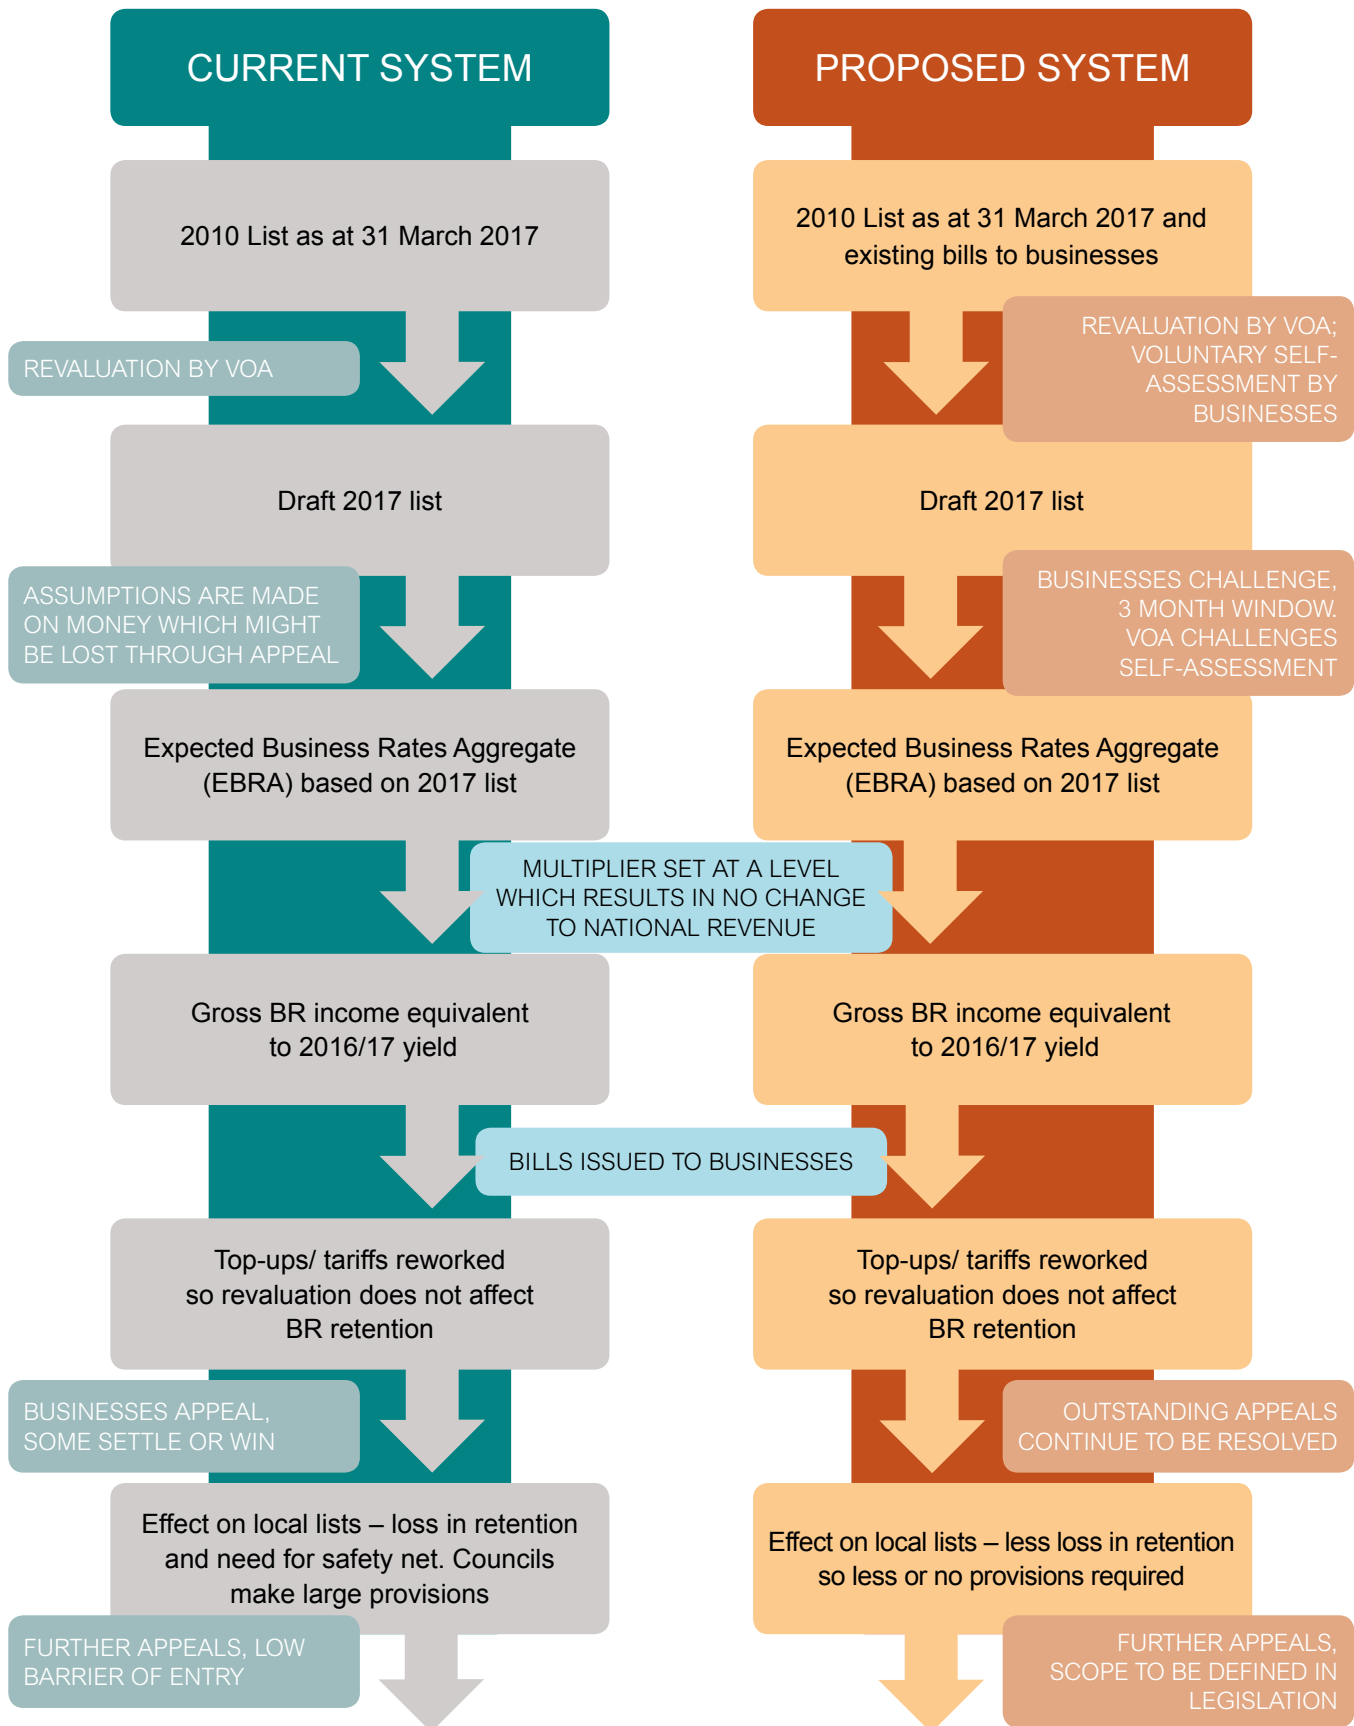 CURRENT SYSTEM
PROPOSED SYSTEM
2010 List as at 31 March 2017
2010 List as at 31 March 2017 and
existing bills to businesses
REVALUATION BY VOA
REVALUATION BY VOA;
VOLUNTARY SELF-
ASSESSMENT BY
BUSINESSES
Draft 2017 list
Draft 2017 list
ASSUMPTIONS ARE MADE
ON MONEY WHICH MIGHT
BE LOST THROUGH APPEAL
BUSINESSES CHALLENGE,
3 MONTH WINDOW.
VOA CHALLENGES
SELF-ASSESSMENT
Expected Business Rates Aggregate
(EBRA) based on 2017 list
Expected Business Rates Aggregate
(EBRA) based on 2017 list
MULTIPLIER SET AT A LEVEL
WHICH RESULTS IN NO CHANGE
TO NATIONAL REVENUE
Gross BR income equivalent
to 2016/17 yield
Gross BR income equivalent
to 2016/17 yield
BILLS ISSUED TO BUSINESSES
Top-ups/ tariffs reworked
so revaluation does not affect
BR retention
Top-ups/ tariffs reworked
so revaluation does not affect
BR retention
BUSINESSES APPEAL,
SOME SETTLE OR WIN
OUTSTANDING APPEALS
CONTINUE TO BE RESOLVED
Effect on local lists – loss in retention
and need for safety net. Councils
make large provisions
Effect on local lists – less loss in retention
so less or no provisions required
FURTHER APPEALS, LOW
BARRIER OF ENTRY
FURTHER APPEALS,
SCOPE TO BE DEFINED IN
LEGISLATION